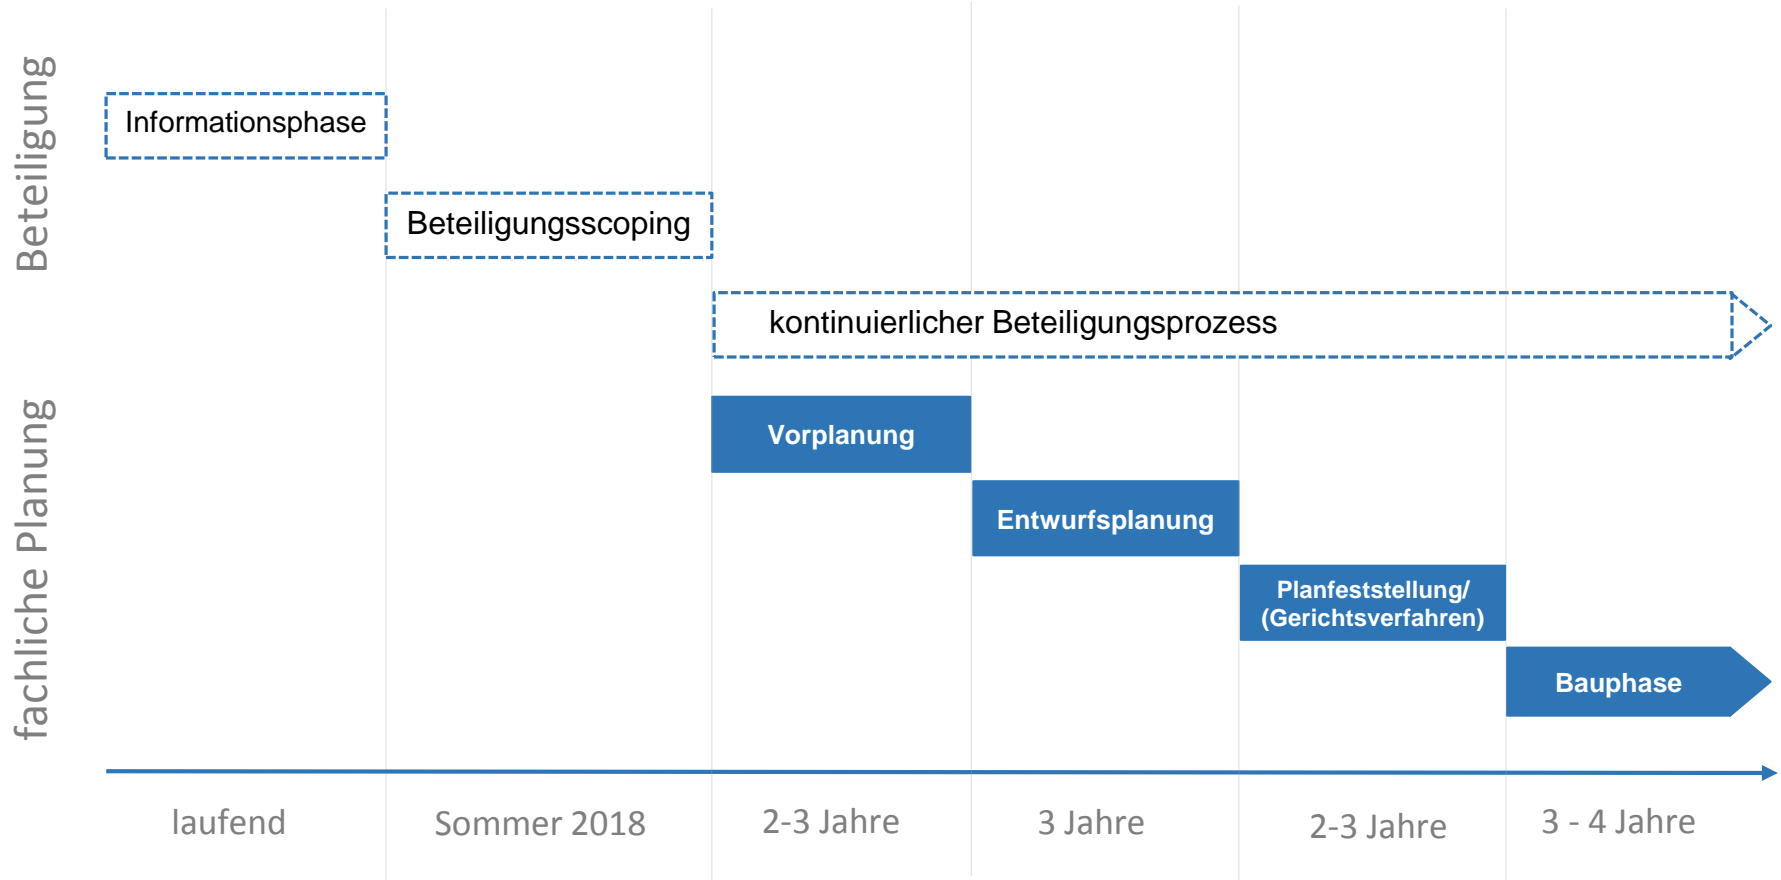 Beteiligung
Informationsphase
Beteiligungsscoping
kontinuierlicher Beteiligungsprozess
fachliche Planung
Vorplanung
Entwurfsplanung
Planfeststellung/
(Gerichtsverfahren)
Bauphase
laufend
Sommer 2018
2-3 Jahre
3 Jahre
2-3 Jahre
3 - 4 Jahre